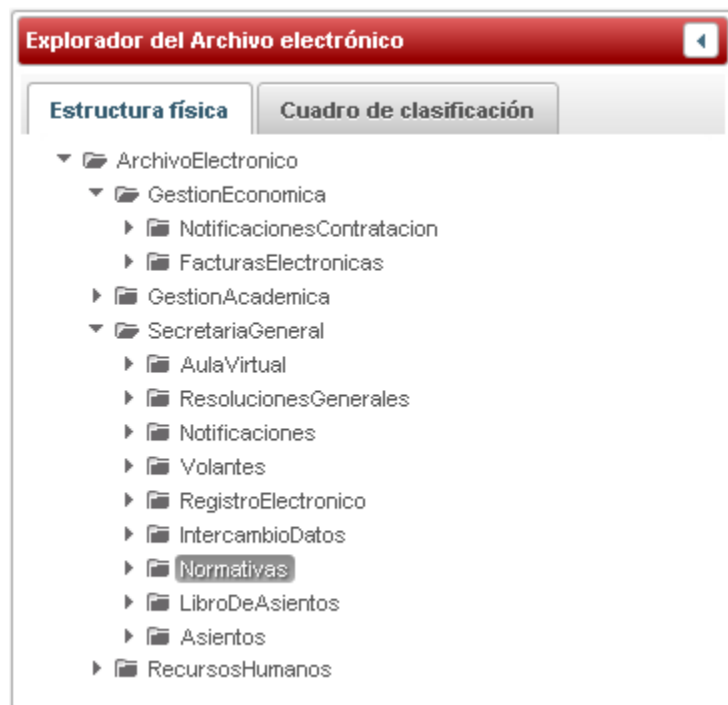 Explorador del Archivo electrónico
Estructura física
Cuadro de clasificación
ArchivoElectronico
GestionEconomica
NotificacionesContratacion
FacturasElectronicas
GestionAcademica
SecretariaGeneral
AulaVirtual
ResolucionesGenerales
Notificaciones
Volantes
RegistroElectronico
IntercambioDatos
Normativas
LibroDeAsientos
Asientos
RecursosHumanos